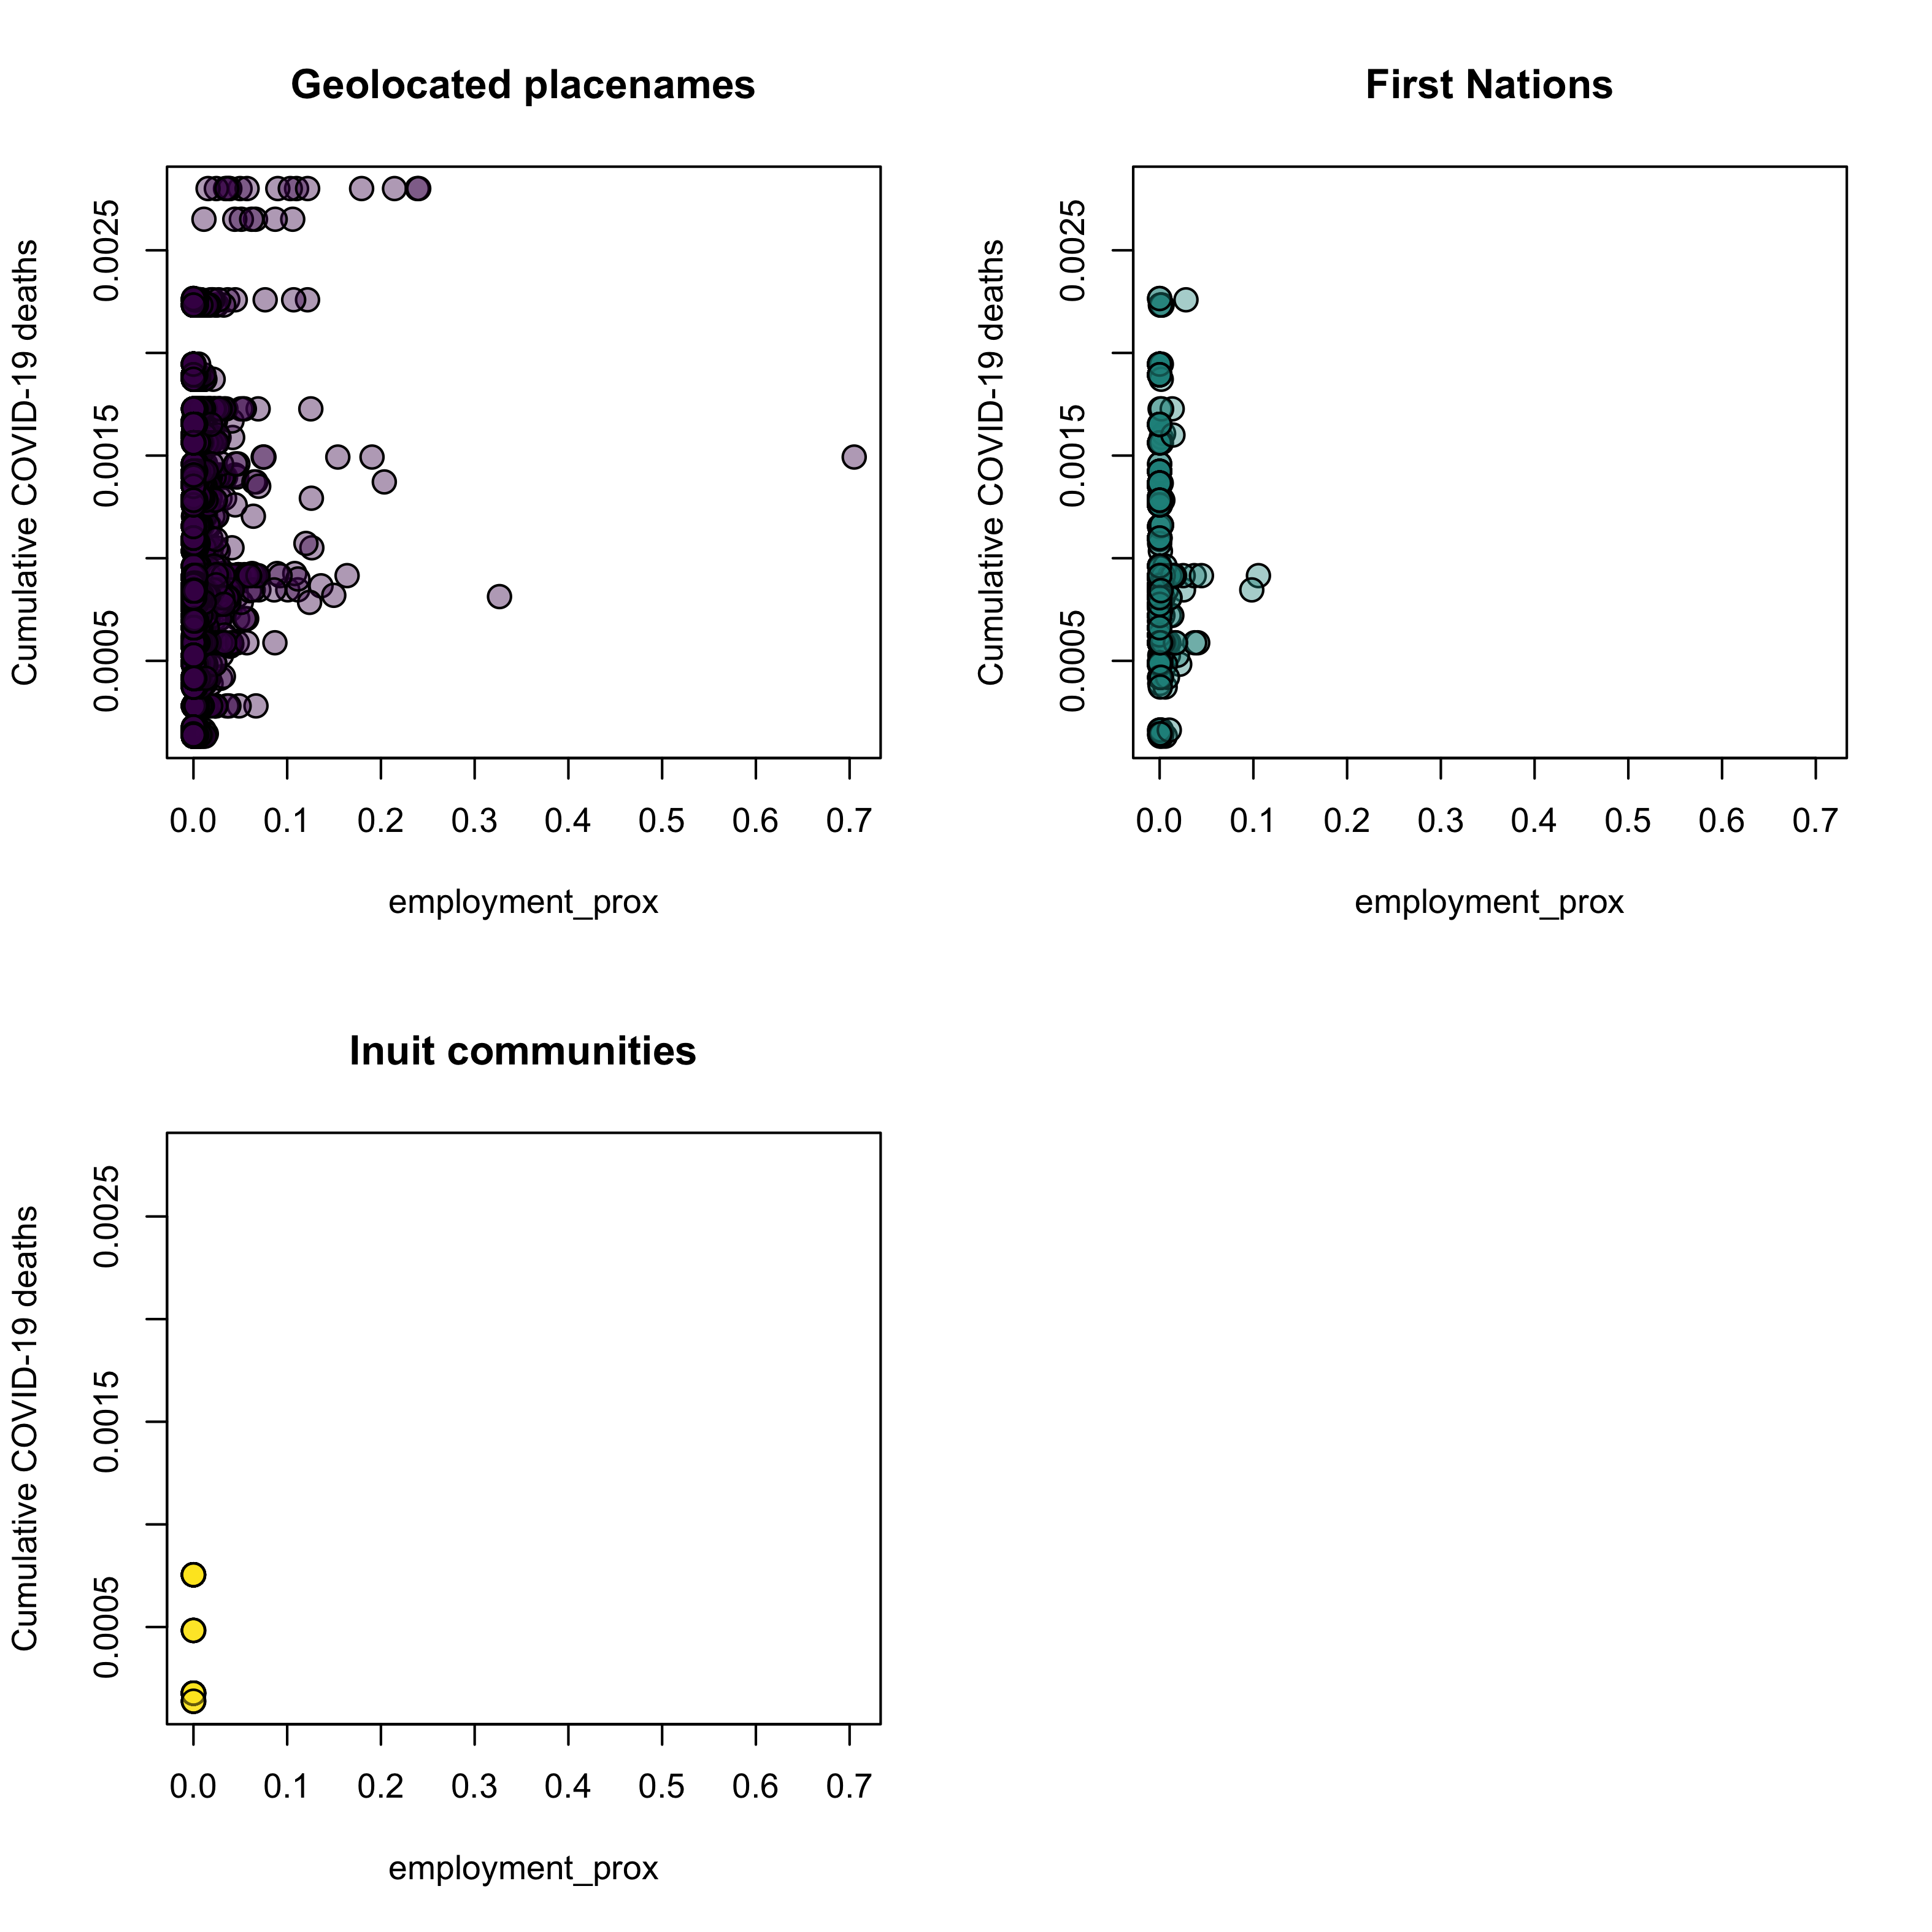 Geolocated placenames
Cumulative COVID-19 deaths
0.0025
0.0015
0.0005
0.0 0.1 0.2 0.3 0.4 0.5 0.6 0.7
employment_prox
First Nations
Cumulative COVID-19 deaths
0.0025
0.0015
0.0005
0.0 0.1 0.2 0.3 0.4 0.5 0.6 0.7
employment_prox
Inuit communities
Cumulative COVID-19 deaths
0.0025
0.0015
0.0005
0.0 0.1 0.2 0.3 0.4 0.5 0.6 0.7
employment_prox